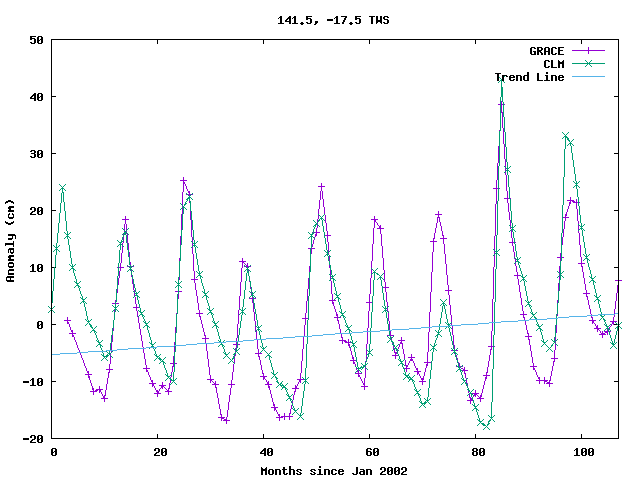 141.5, -17.5 TWS
50
GRACE
CLM
Trend Line
40
30
20
10
0
-10
-20
Anomaly (cm)
0 20 40 60 80 100
Months since Jan 2002